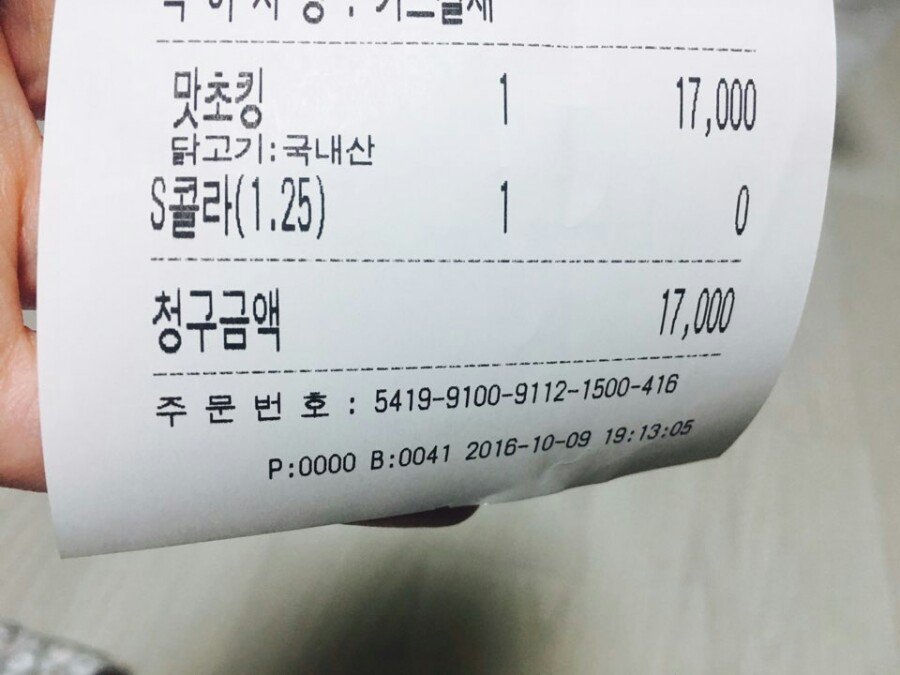 맛초킹 1 17,000
닭고기:국내산
S콜라(1.25) 1 0
청구금액 17,000
주 문 번 호 : 5419-9100-9112-1500-416
P:0000 B:0041 2016-10-09 19:13:05